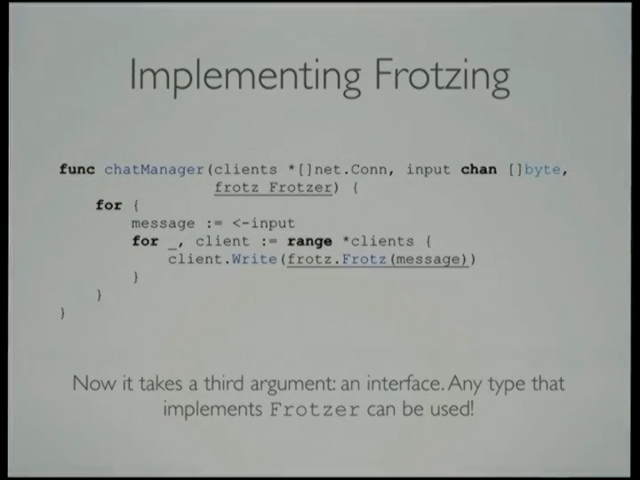 Implementing Frotzing
func chatManager(clients *[]net.Conn, input chan []byte,
frotz Frotzer) {
for {
message := <-input
for _, client := range *clients {
client.Write(frotz.Frotz(message))
}
}
}
Now it takes a third argument: an interface. Any type that
implements Frotzer can be used!